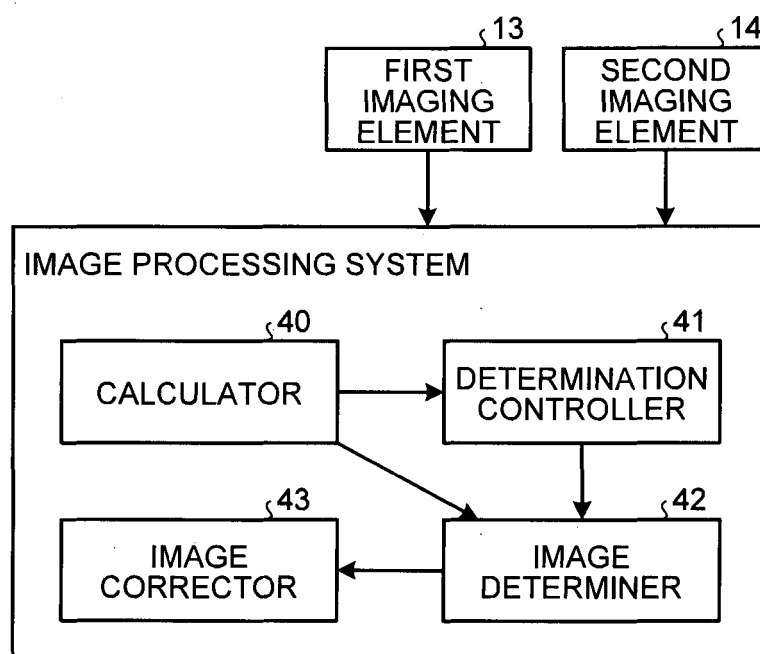 13
14
FIRST
IMAGING
ELEMENT
SECOND
IMAGING
ELEMENT
IMAGE PROCESSING SYSTEM
40
41
CALCULATOR
DETERMINATION
CONTROLLER
43
42
IMAGE
CORRECTOR
IMAGE
DETERMINER